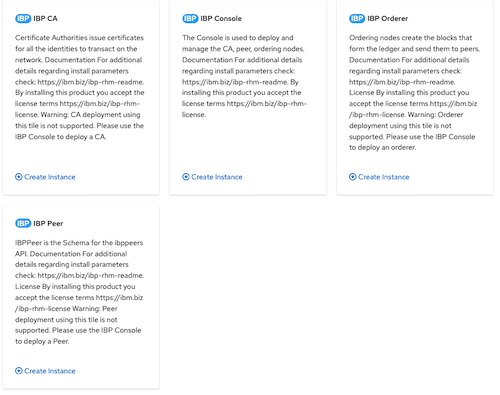 IBP IBP CA
Certificate Authorities issue certificates
for all the identities to transact on the
network. Documentation For additional
details regarding install parameters
check: https://ibm.biz/ibp-rhm-readme.
By installing this product you accept the
license terms https://ibm.biz/ibp-rhm-
license. Warning: CA deployment using
this tile is not supported. Please use the
IBP Console to deploy a CA.
Create Instance
IBP IBP Console
The Console is used to deploy and
manage the CA, peer, ordering nodes.
Documentation For additional details
regarding install parameters check:
https://ibm.biz/ibp-rhm-readme. By
installing this product you accept the
license terms https://ibm.biz/ibp-rhm-
license.
Create Instance
IBP IBP Orderer
Ordering nodes create the blocks that
form the ledger and send them to peers.
Documentation For additional details
regarding install parameters check:
https://ibm.biz/ibp-rhm-readme.
License By installing this product you
accept the license terms https://ibm.biz
/ibp-rhm-license. Warning: Orderer
deployment using this tile is not
supported. Please use the IBP Console
to deploy an orderer.
Create Instance
IBP IBP Peer
IBPPeer is the Schema for the ibppeers
API. Documentation For additional
details regarding install parameters
check: https://ibm.biz/ibp-rhm-readme.
License By installing this product you
accept the license terms https://ibm.biz
/ibp-rhm-license Warning: Peer
deployment using this tile is not
supported. Please use the IBP Console
to deploy a Peer.
Create Instance